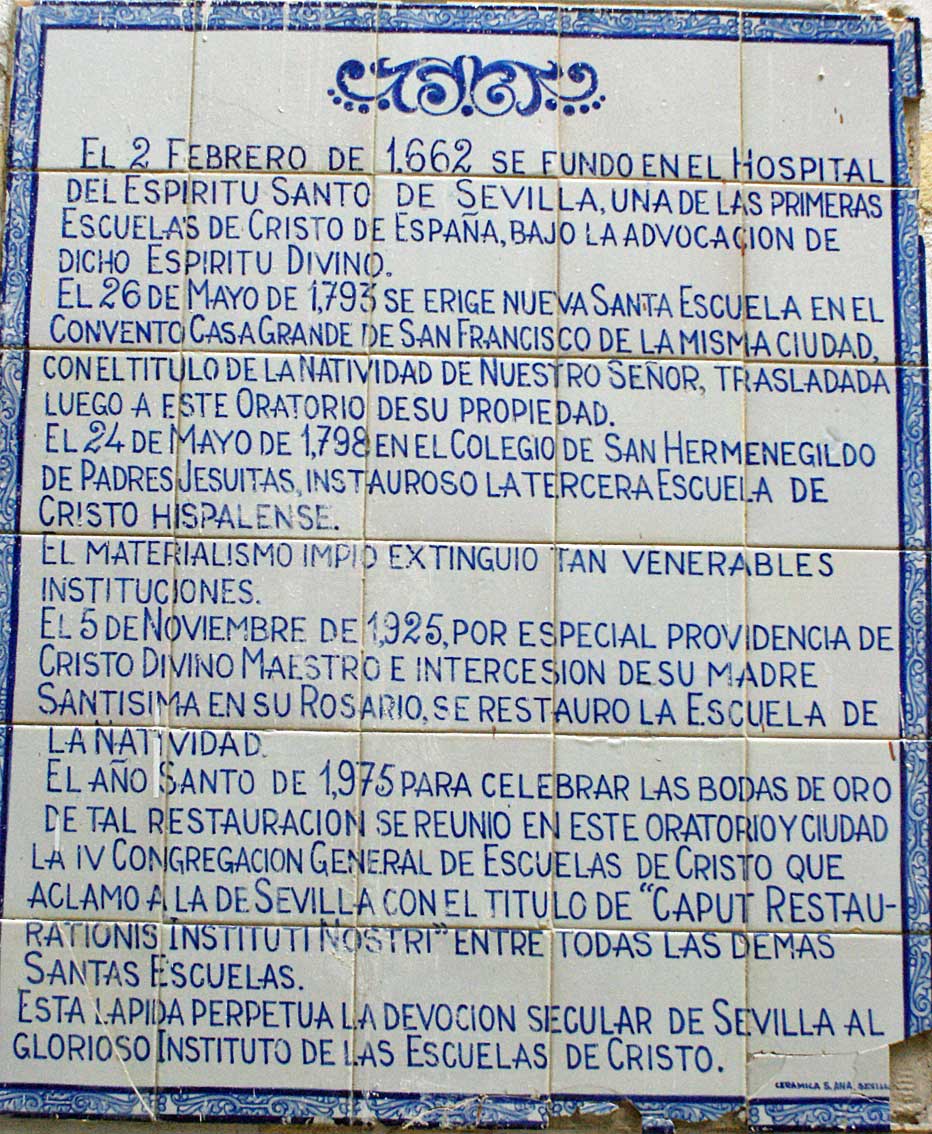 EL 2 FEBRERO DE 1.662 SE FUNDO EN EL HOSPITAL
DEL ESPIRITU SANTO DE SEVILLA, UNA DE LAS PRIMERAS
ESCUELAS DE CRISTO DE ESPAÑA, BAJO LA ADVOCACION DE
DICHO ESPIRITU DIVINO.
EL 26 DE MAYO DE 1,793 SE ERIGE NUEVA SANTA ESCUELA EN EL
CONVENTO CASA GRANDE DE SAN FRANCISCO DE LA MISMA CIUDAD,
CON EL TITULO DE LA NATIVIDAD DE NUESTRO SEÑOR, TRASLADADA
LUEGO A ESTE ORATORIO DE SU PROPIEDAD.
EL 24 DE MAYO DE 1,798 EN EL COLEGIO DE SAN HERMENEGILDO
DE PADRES JESUITAS, INSTAUROSO LA TERCERA ESCUELA DE
CRISTO HISPALENSE.
EL MATERIALISMO IMPIO EXTINGUIO TAN VENERABLES
INSTITUCIONES.
EL 5 DE NOVIEMBRE DE 1,925, POR ESPECIAL PROVIDENCIA DE
CRISTO DIVINO MAESTRO E INTERCESION DE SU MADRE
SANTISIMA EN SU ROSARIO, SE RESTAURO LA ESCUELA DE
LA NATIVIDAD.
EL AÑO SANTO DE 1,975 PARA CELEBRAR LAS BODAS DE ORO
DE TAL RESTAURACION SE REUNIO EN ESTE ORATORIO Y CIUDAD
LA IV CONGREGACION GENERAL DE ESCUELAS DE CRISTO QUE
ACLAMO A LA DE SEVILLA CON EL TITULO DE "CAPUT RESTAU-
RATIONIS INSTITUTI NOSTRI" ENTRE TODAS LAS DEMAS
SANTAS ESCUELAS.
ESTA LAPIDA PERPETUA LA DEVOCION SECULAR DE SEVILLA AL
GLORIOSO INSTITUTO DE LAS ESCUELAS DE CRISTO.
CERAMICA S. ANA. SEVILLA